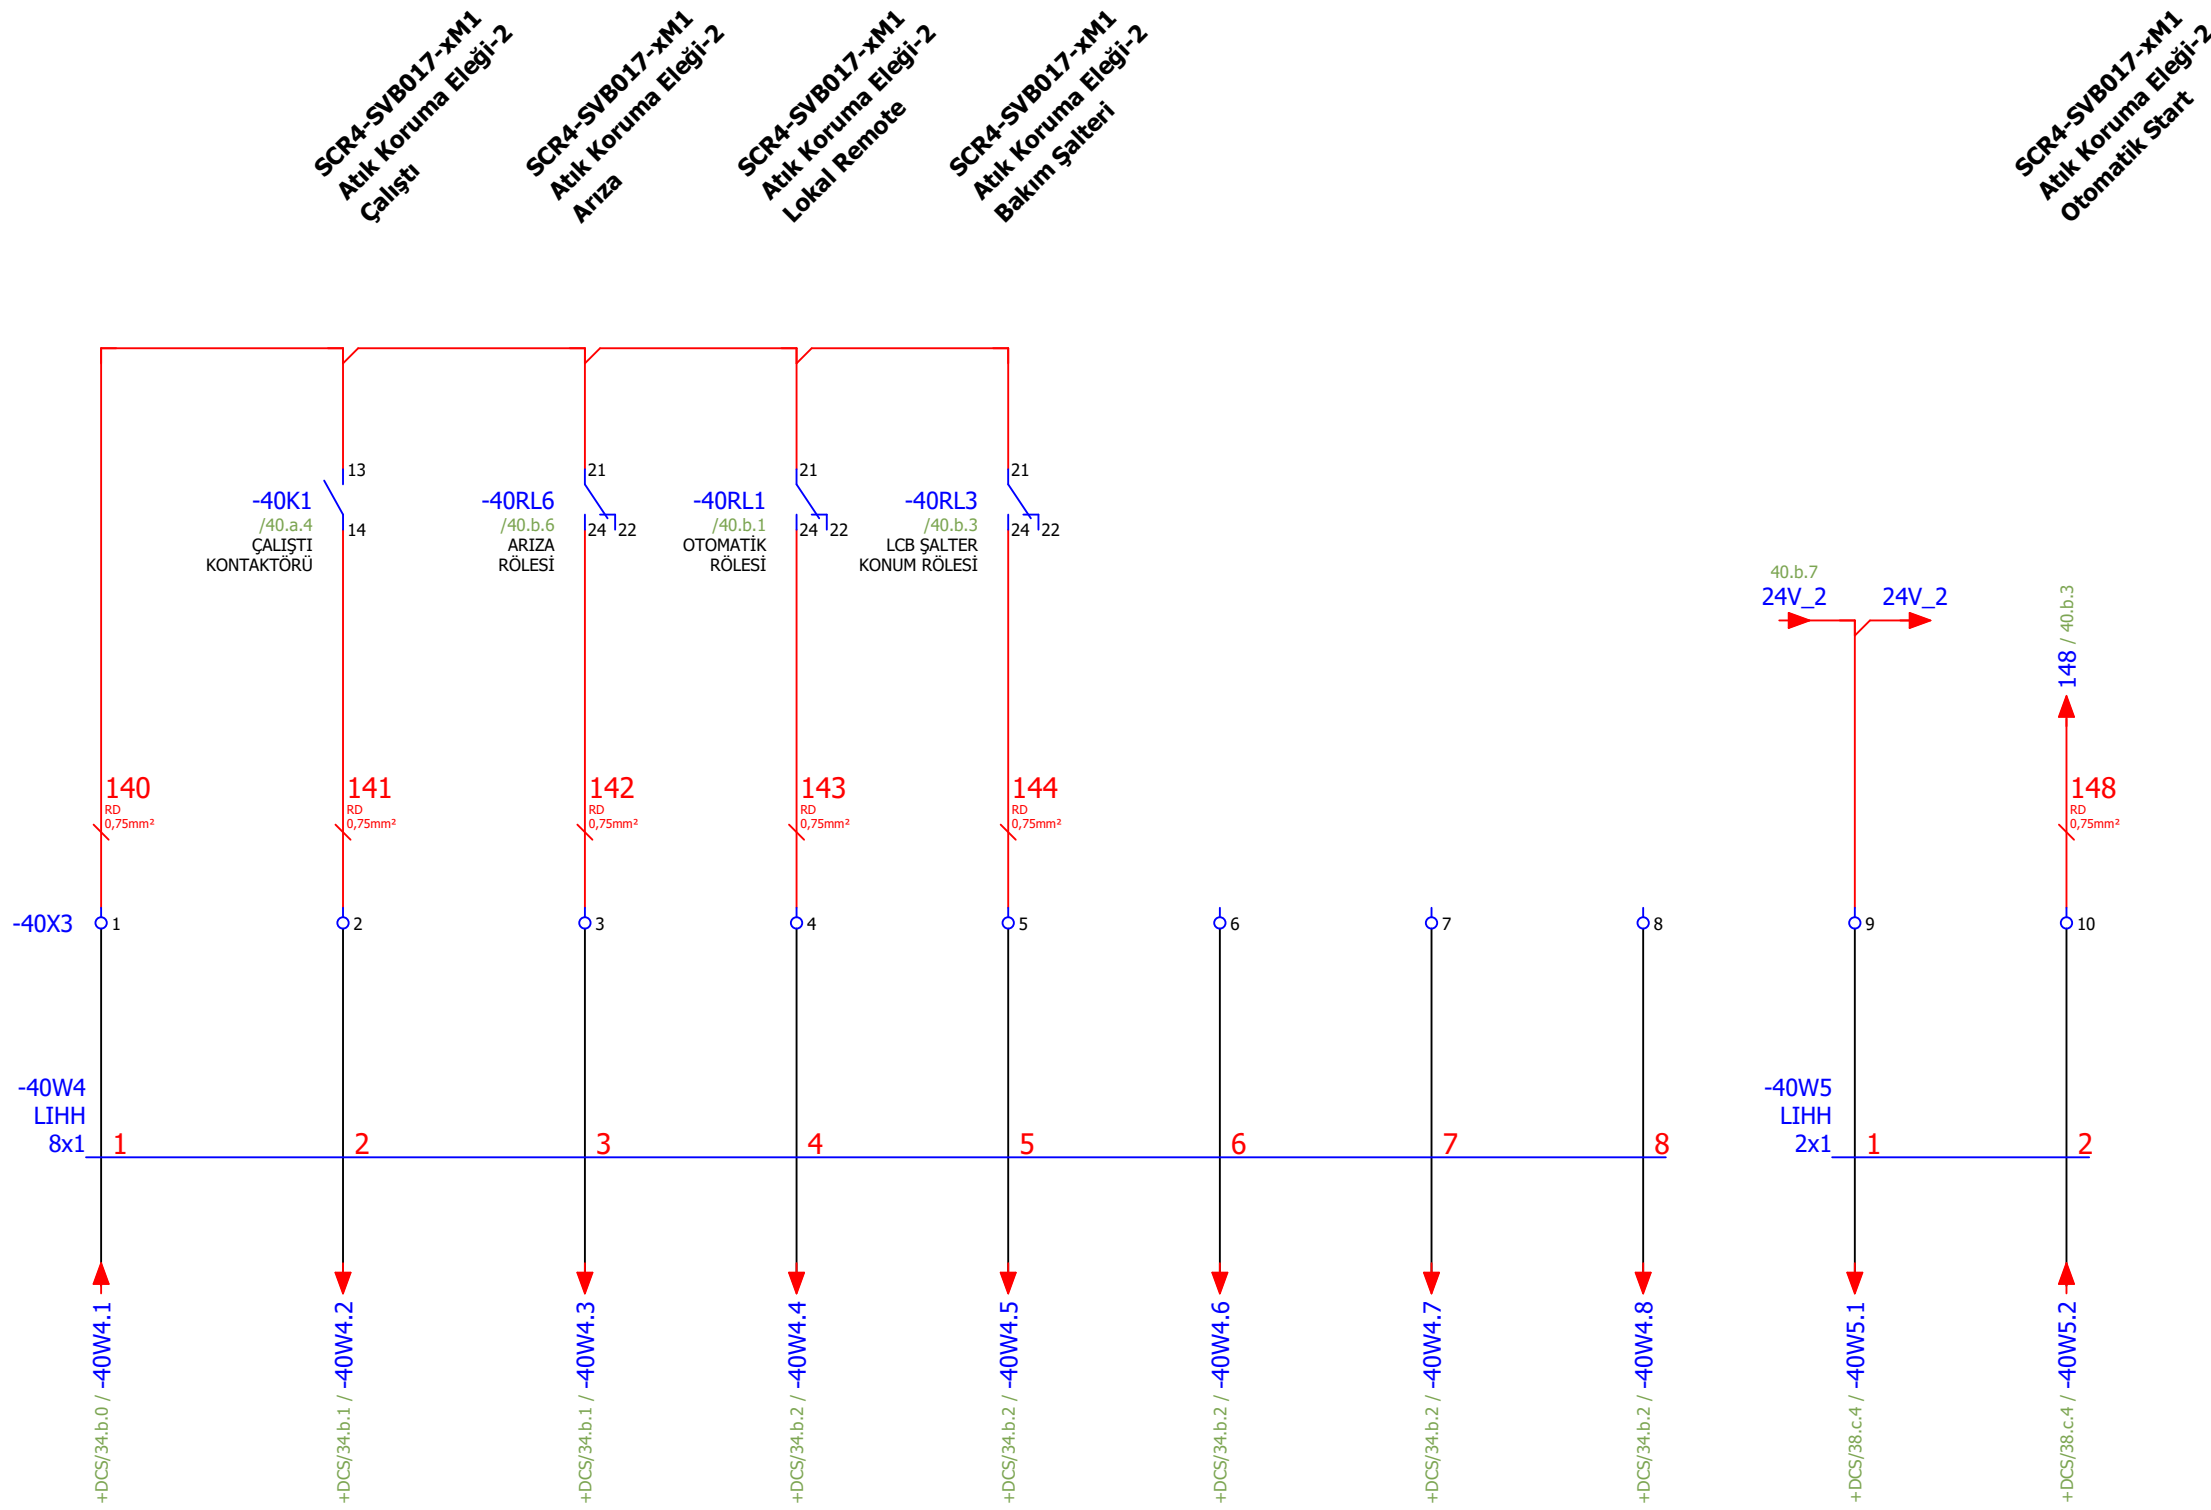 SCR4-SVB017-xM1
Atık Koruma Eleği-2
Çalıştı
SCR4-SVB017-xM1
Atık Koruma Eleği-2
Arıza
SCR4-SVB017-xM1
Atık Koruma Eleği-2
Lokal Remote
SCR4-SVB017-xM1
Atık Koruma Eleği-2
Bakım Şalteri
SCR4-SVB017-xM1
Atık Koruma Eleği-2
Otomatik Start
13
-40K1
/40.a.4
14
ÇALIŞTI
KONTAKTÖRÜ
21
-40RL6
/40.b.6
24 22
ARIZA
RÖLESİ
21
-40RL1
/40.b.1
24 22
OTOMATİK
RÖLESİ
21
-40RL3
/40.b.3
24 22
LCB ŞALTER
KONUM RÖLESİ
40.b.7
24V_2 24V_2
148 / 40.b.3
140
RD
0,75mm²
141
RD
0,75mm²
142
RD
0,75mm²
143
RD
0,75mm²
144
RD
0,75mm²
148
RD
0,75mm²
-40X3 1 2 3 4 5 6 7 8 9 10
-40W4
LIHH
8x1 1 2 3 4 5 6 7 8
-40W5
LIHH
2x1 1 2
+DCS/34.b.0 / -40W4.1
+DCS/34.b.1 / -40W4.2
+DCS/34.b.1 / -40W4.3
+DCS/34.b.2 / -40W4.4
+DCS/34.b.2 / -40W4.5
+DCS/34.b.2 / -40W4.6
+DCS/34.b.2 / -40W4.7
+DCS/34.b.2 / -40W4.8
+DCS/38.c.4 / -40W5.1
+DCS/38.c.4 / -40W5.2